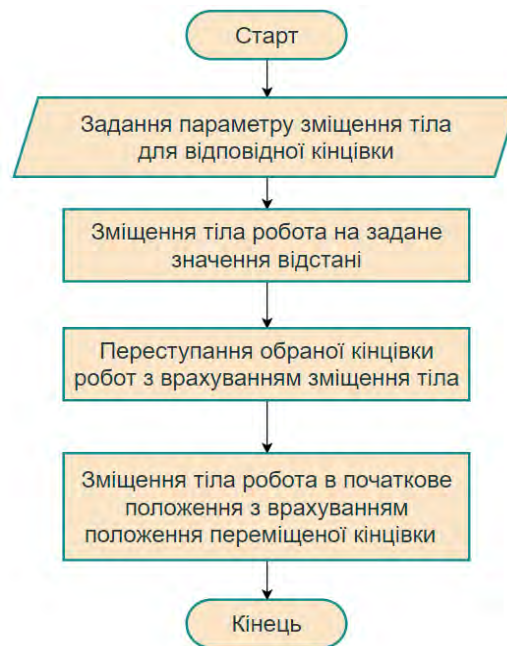 Старт
Задання параметру зміщення тіла
для відповідної кінцівки
Зміщення тіла робота на задане
значення відстані
Переступання обраної кінцівки
робот з врахуванням зміщення тіла
Зміщення тіла робота в початкове
положення з врахуванням
положення переміщеної кінцівки
Кінець